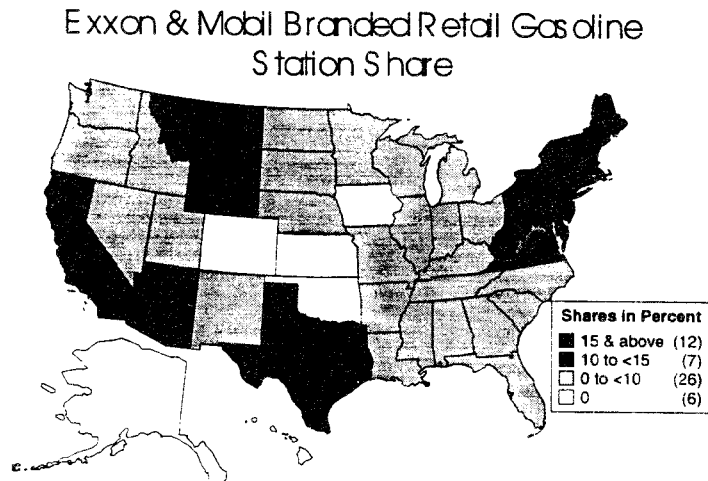 Exxon & Mobil Branded Retail Gasoline
Station Share
Shares in Percent
15 & above (12)
10 to <15 (7)
0 to <10 (26)
0 (6)